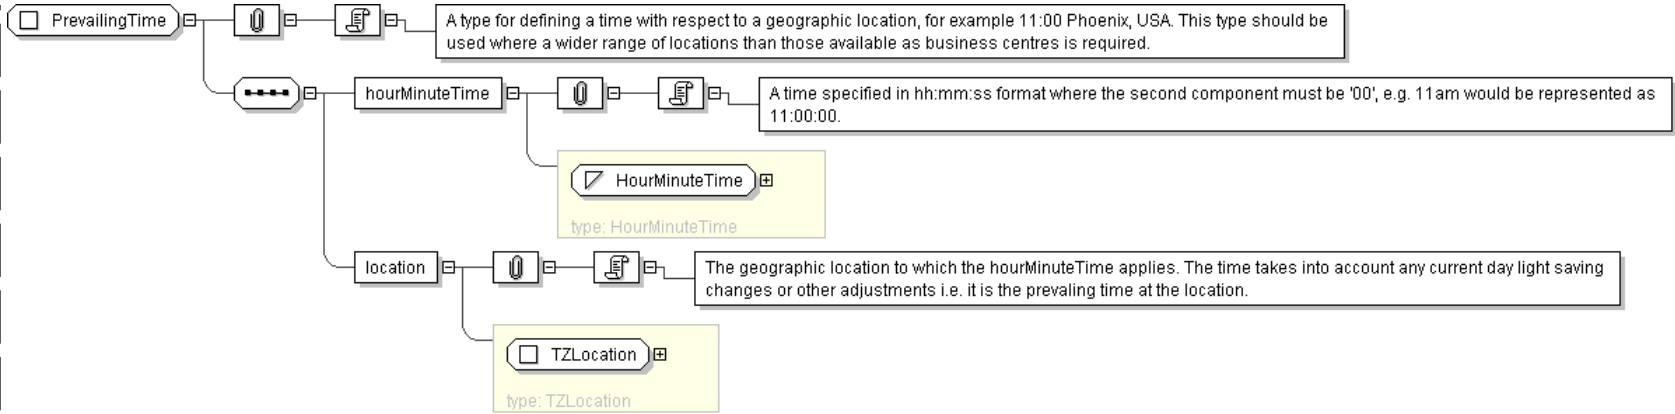 PrevailingTime
A type for defining a time with respect to a geographic location, for example 11:00 Phoenix, USA. This type should be
used where a wider range of locations than those available as business centres is required.
hourMinuteTime
A time specified in hh:mm:ss format where the second component must be '00', e.g. 11am would be represented as
11:00:00.
HourMinuteTime
type: HourMinuteTime
location
The geographic location to which the hourMinuteTime applies. The time takes into account any current day light saving
changes or other adjustments i.e. it is the prevaling time at the location.
TZLocation
type: TZLocation